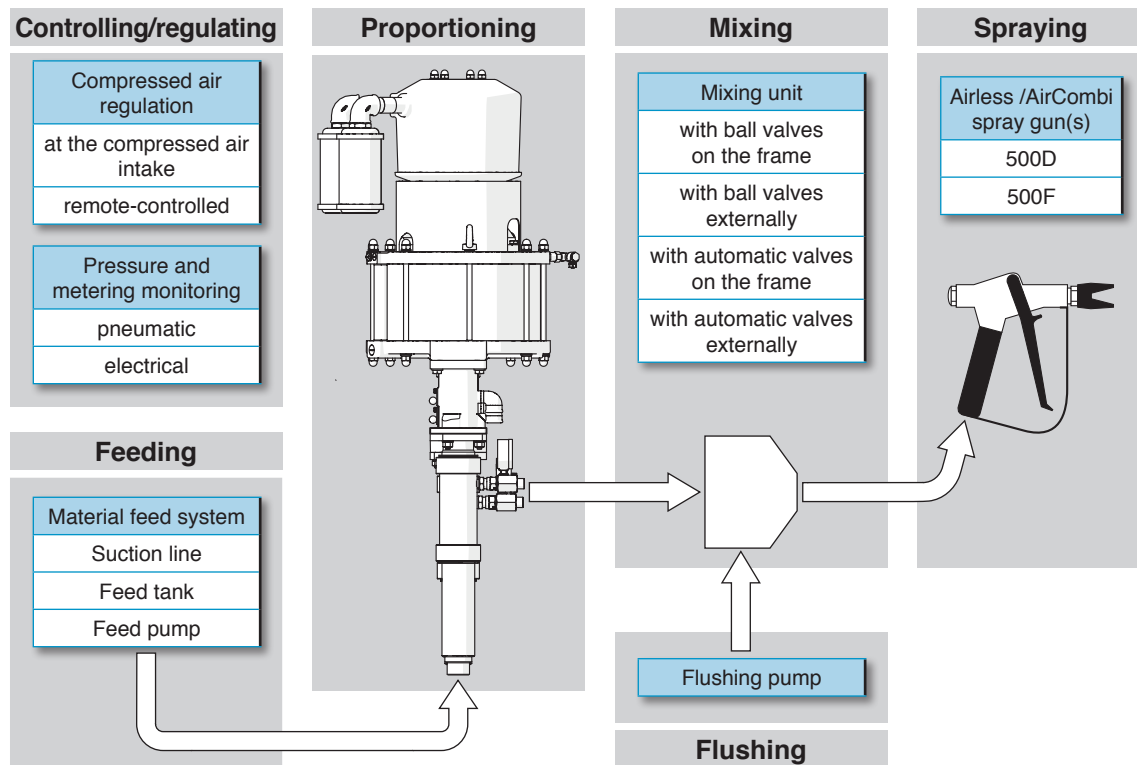 Controlling/regulating
Compressed air
regulation
at the compressed air
intake
remote-controlled
Pressure and
metering monitoring
pneumatic
electrical
Feeding
Material feed system
Suction line
Feed tank
Feed pump
Proportioning
Mixing
Mixing unit
with ball valves
on the frame
with ball valves
externally
with automatic valves
on the frame
with automatic valves
externally
Flushing pump
Flushing
Spraying
Airless /AirCombi
spray gun(s)
500D
500F